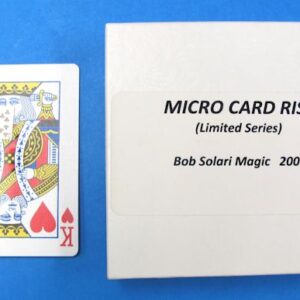 MICRO CARD RIS
(Limited Series)
Bob Solari Magic 200
K